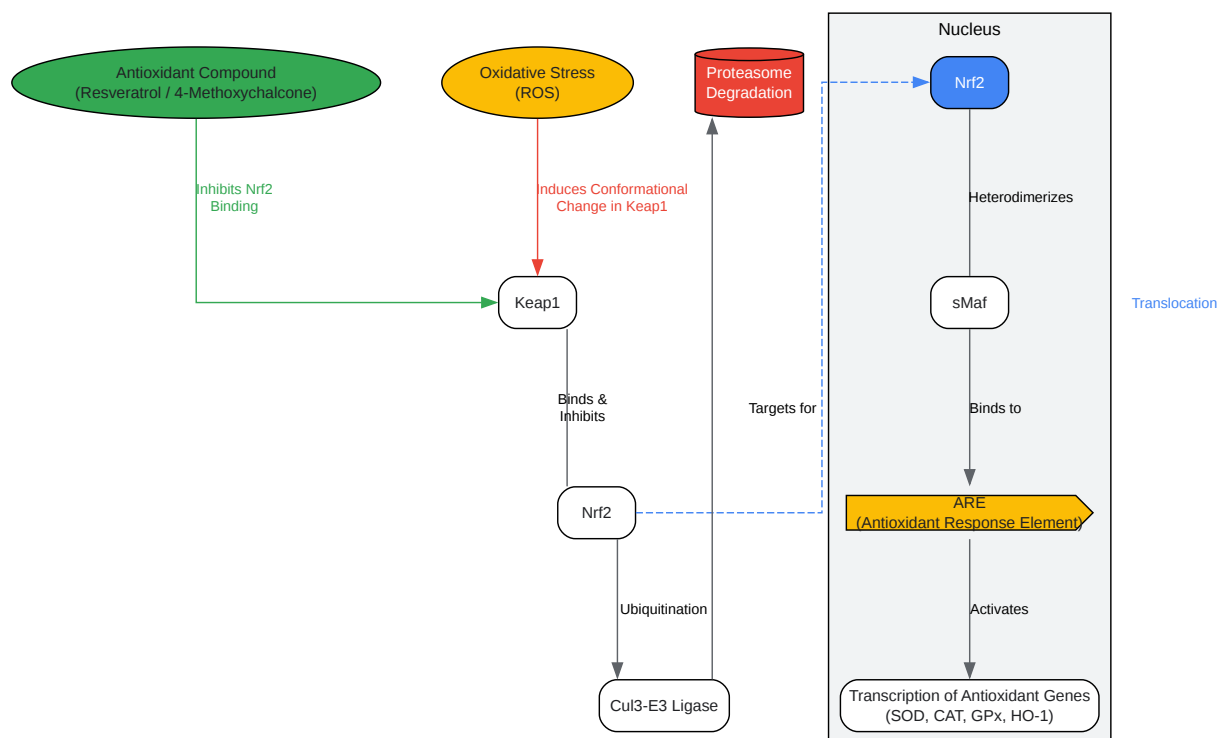 Nucleus
Antioxidant Compound
(Resveratrol / 4-Methoxychalcone)
Oxidative Stress
(ROS)
Proteasome
Degradation
Nrf2
Inhibits Nrf2
Binding
Induces Conformational
Change in Keap1
Heterodimerizes
Keap1
sMaf
Translocation
Binds &
Inhibits
Targets for
Binds to
Nrf2
ARE
(Antioxidant Response Element)
Ubiquitination
Activates
Cul3-E3 Ligase
Transcription of Antioxidant Genes
(SOD, CAT, GPx, HO-1)